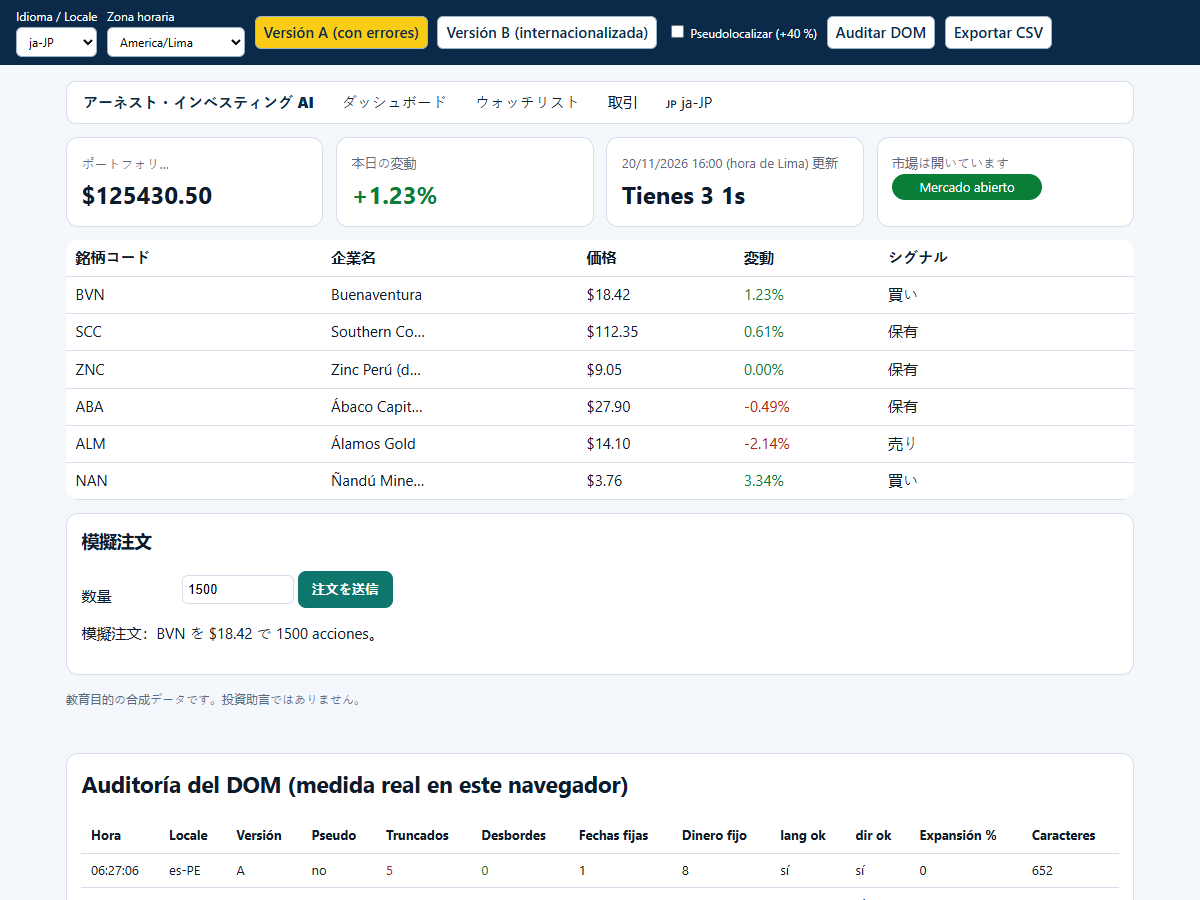 Idioma / Locale Zona horaria
ja-JP America/Lima Versión A (con errores) Versión B (internacionalizada) Pseudolocalizar (+40 %) Auditar DOM Exportar CSV
アーネスト・インベスティング AI ダッシュボード ウォッチリスト 取引 JP ja-JP
ポートフォリ... 本日の変動 20/11/2026 16:00 (hora de Lima) 更新 市場は開いています
$125430.50 +1.23% Tienes 3 1s Mercado abierto
銘柄コード 企業名 価格 変動 シグナル
BVN Buenaventura $18.42 1.23% 買い
SCC Southern Co... $112.35 0.61% 保有
ZNC Zinc Perú (d... $9.05 0.00% 保有
ABA Ábaco Capit... $27.90 -0.49% 保有
ALM Álamos Gold $14.10 -2.14% 売り
NAN Ñandú Mine... $3.76 3.34% 買い
模擬注文
数量 1500 注文を送信
模擬注文: BVN を $18.42 で 1500 acciones。
教育目的の合成データです。投資助言ではありません。
Auditoría del DOM (medida real en este navegador)
Hora Locale Versión Pseudo Truncados Desbordes Fechas fijas Dinero fijo lang ok dir ok Expansión % Caracteres
06:27:06 es-PE A no 5 0 1 8 sí sí 0 652